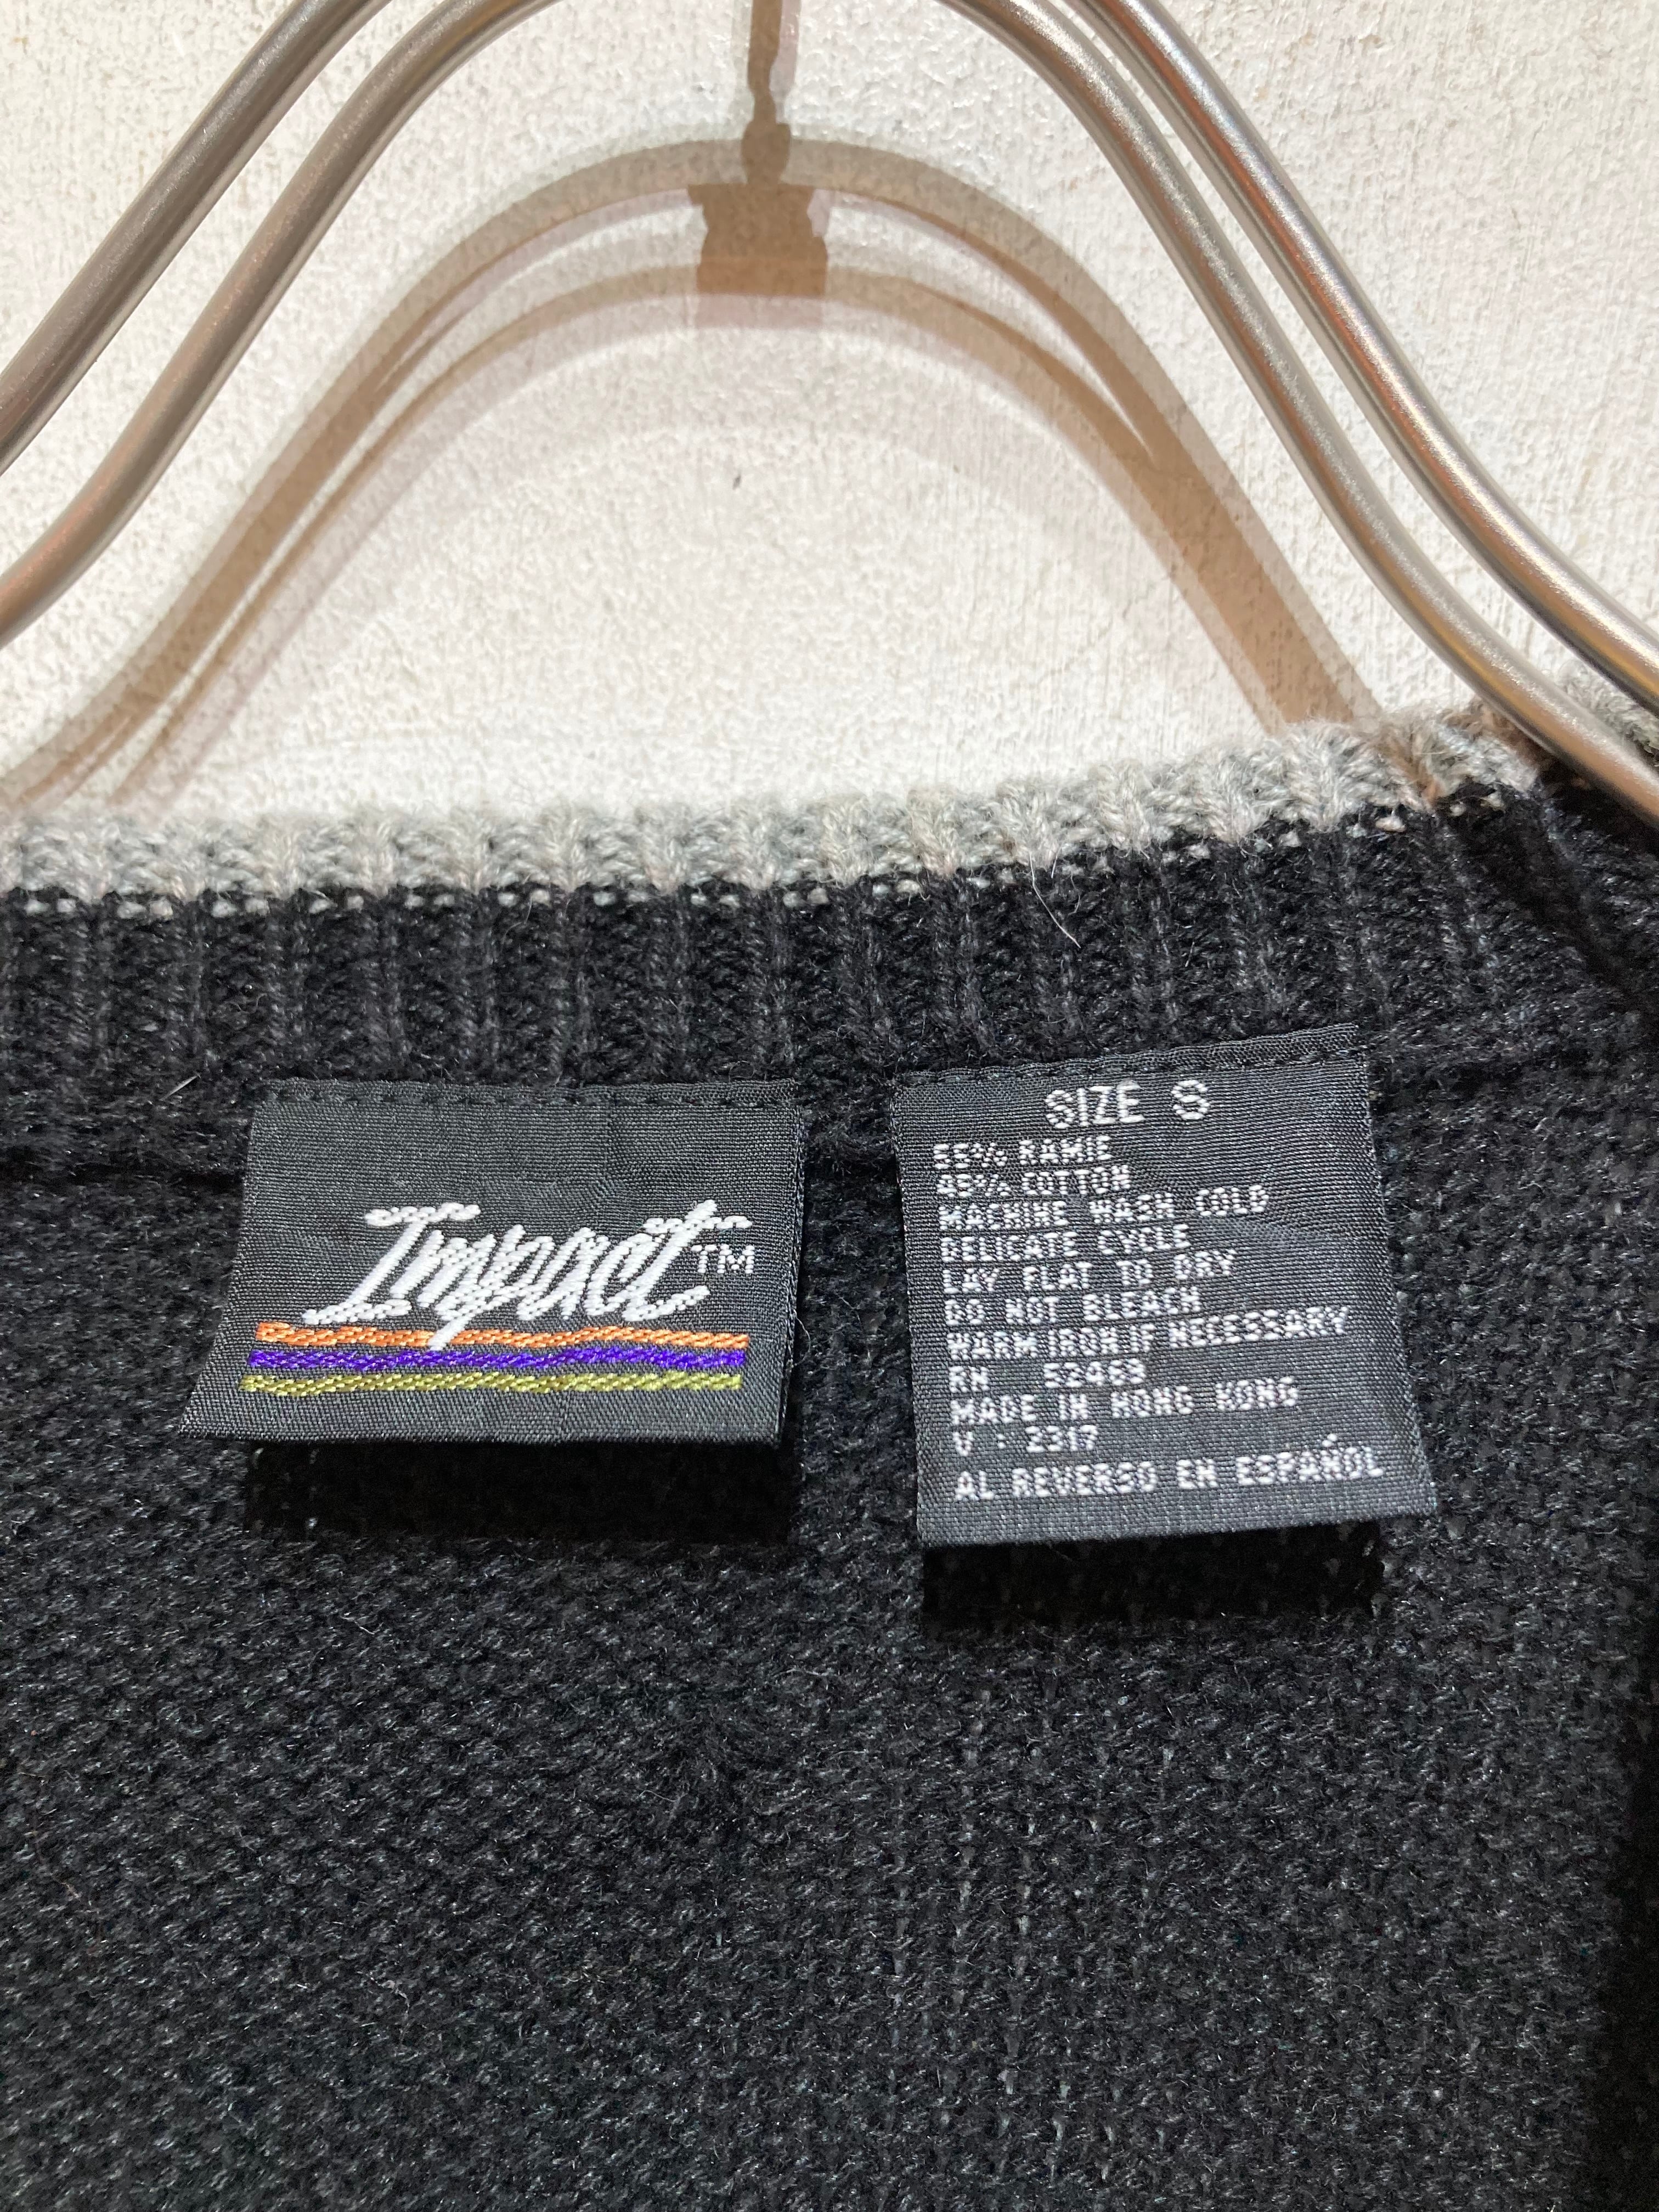 Impact™
SIZE S
55% RAMIE
45% COTTON
MACHINE WASH COLD
DELICATE CYCLE
LAY FLAT TO DRY
DO NOT BLEACH
WARM IRON IF NECESSARY
RN 52469
MADE IN HONG KONG
V : 2317
AL REVERSO EN ESPAÑOL